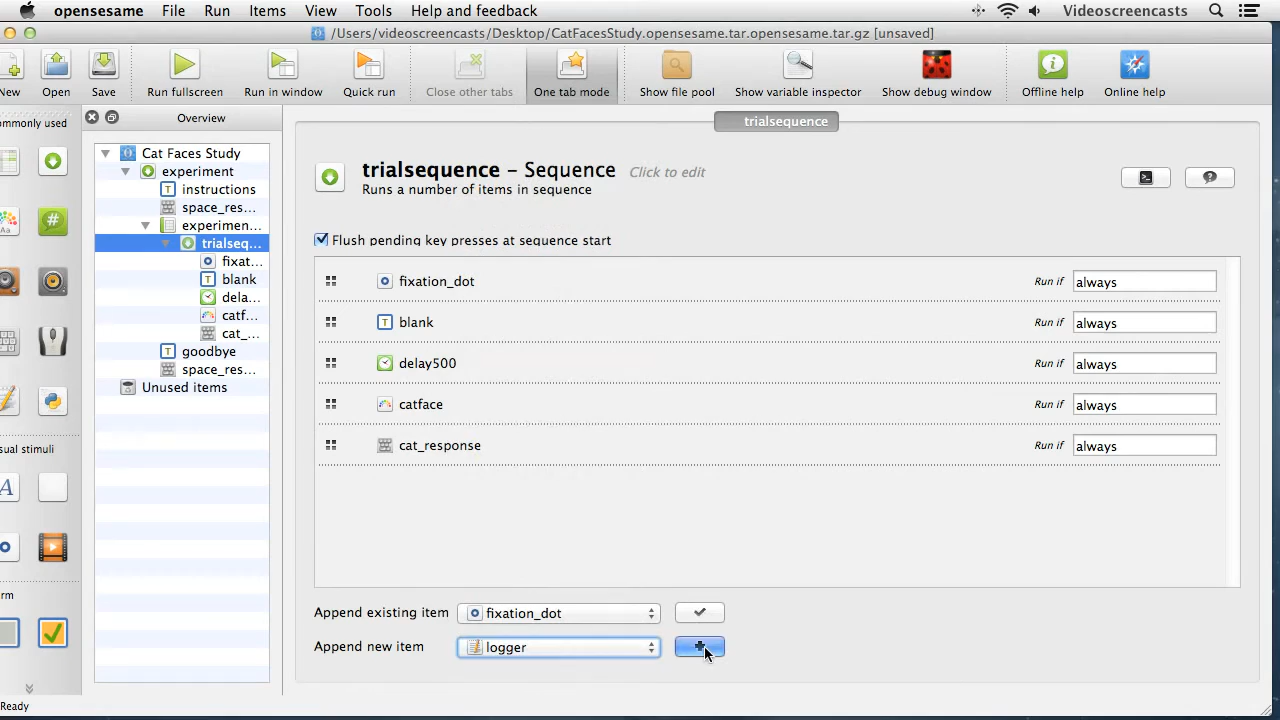 opensesame File Run Items View Tools Help and feedback Videoscreencasts
/Users/videoscreencasts/Desktop/CatFacesStudy.opensesame.tar.opensesame.tar.gz [unsaved]
New Open Save Run fullscreen Run in window Quick run Close other tabs One tab mode Show file pool Show variable inspector Show debug window Offline help Online help
Overview
trialsequence
Cat Faces Study
experiment
instructions
space_res...
experimen...
trialseq...
fixat...
blank
dela...
catf...
cat_...
goodbye
space_res...
Unused items
trialsequence – Sequence Click to edit
Runs a number of items in sequence
Flush pending key presses at sequence start
fixation_dot Run if always
blank Run if always
delay500 Run if always
catface Run if always
cat_response Run if always
Append existing item fixation_dot
Append new item logger
Ready